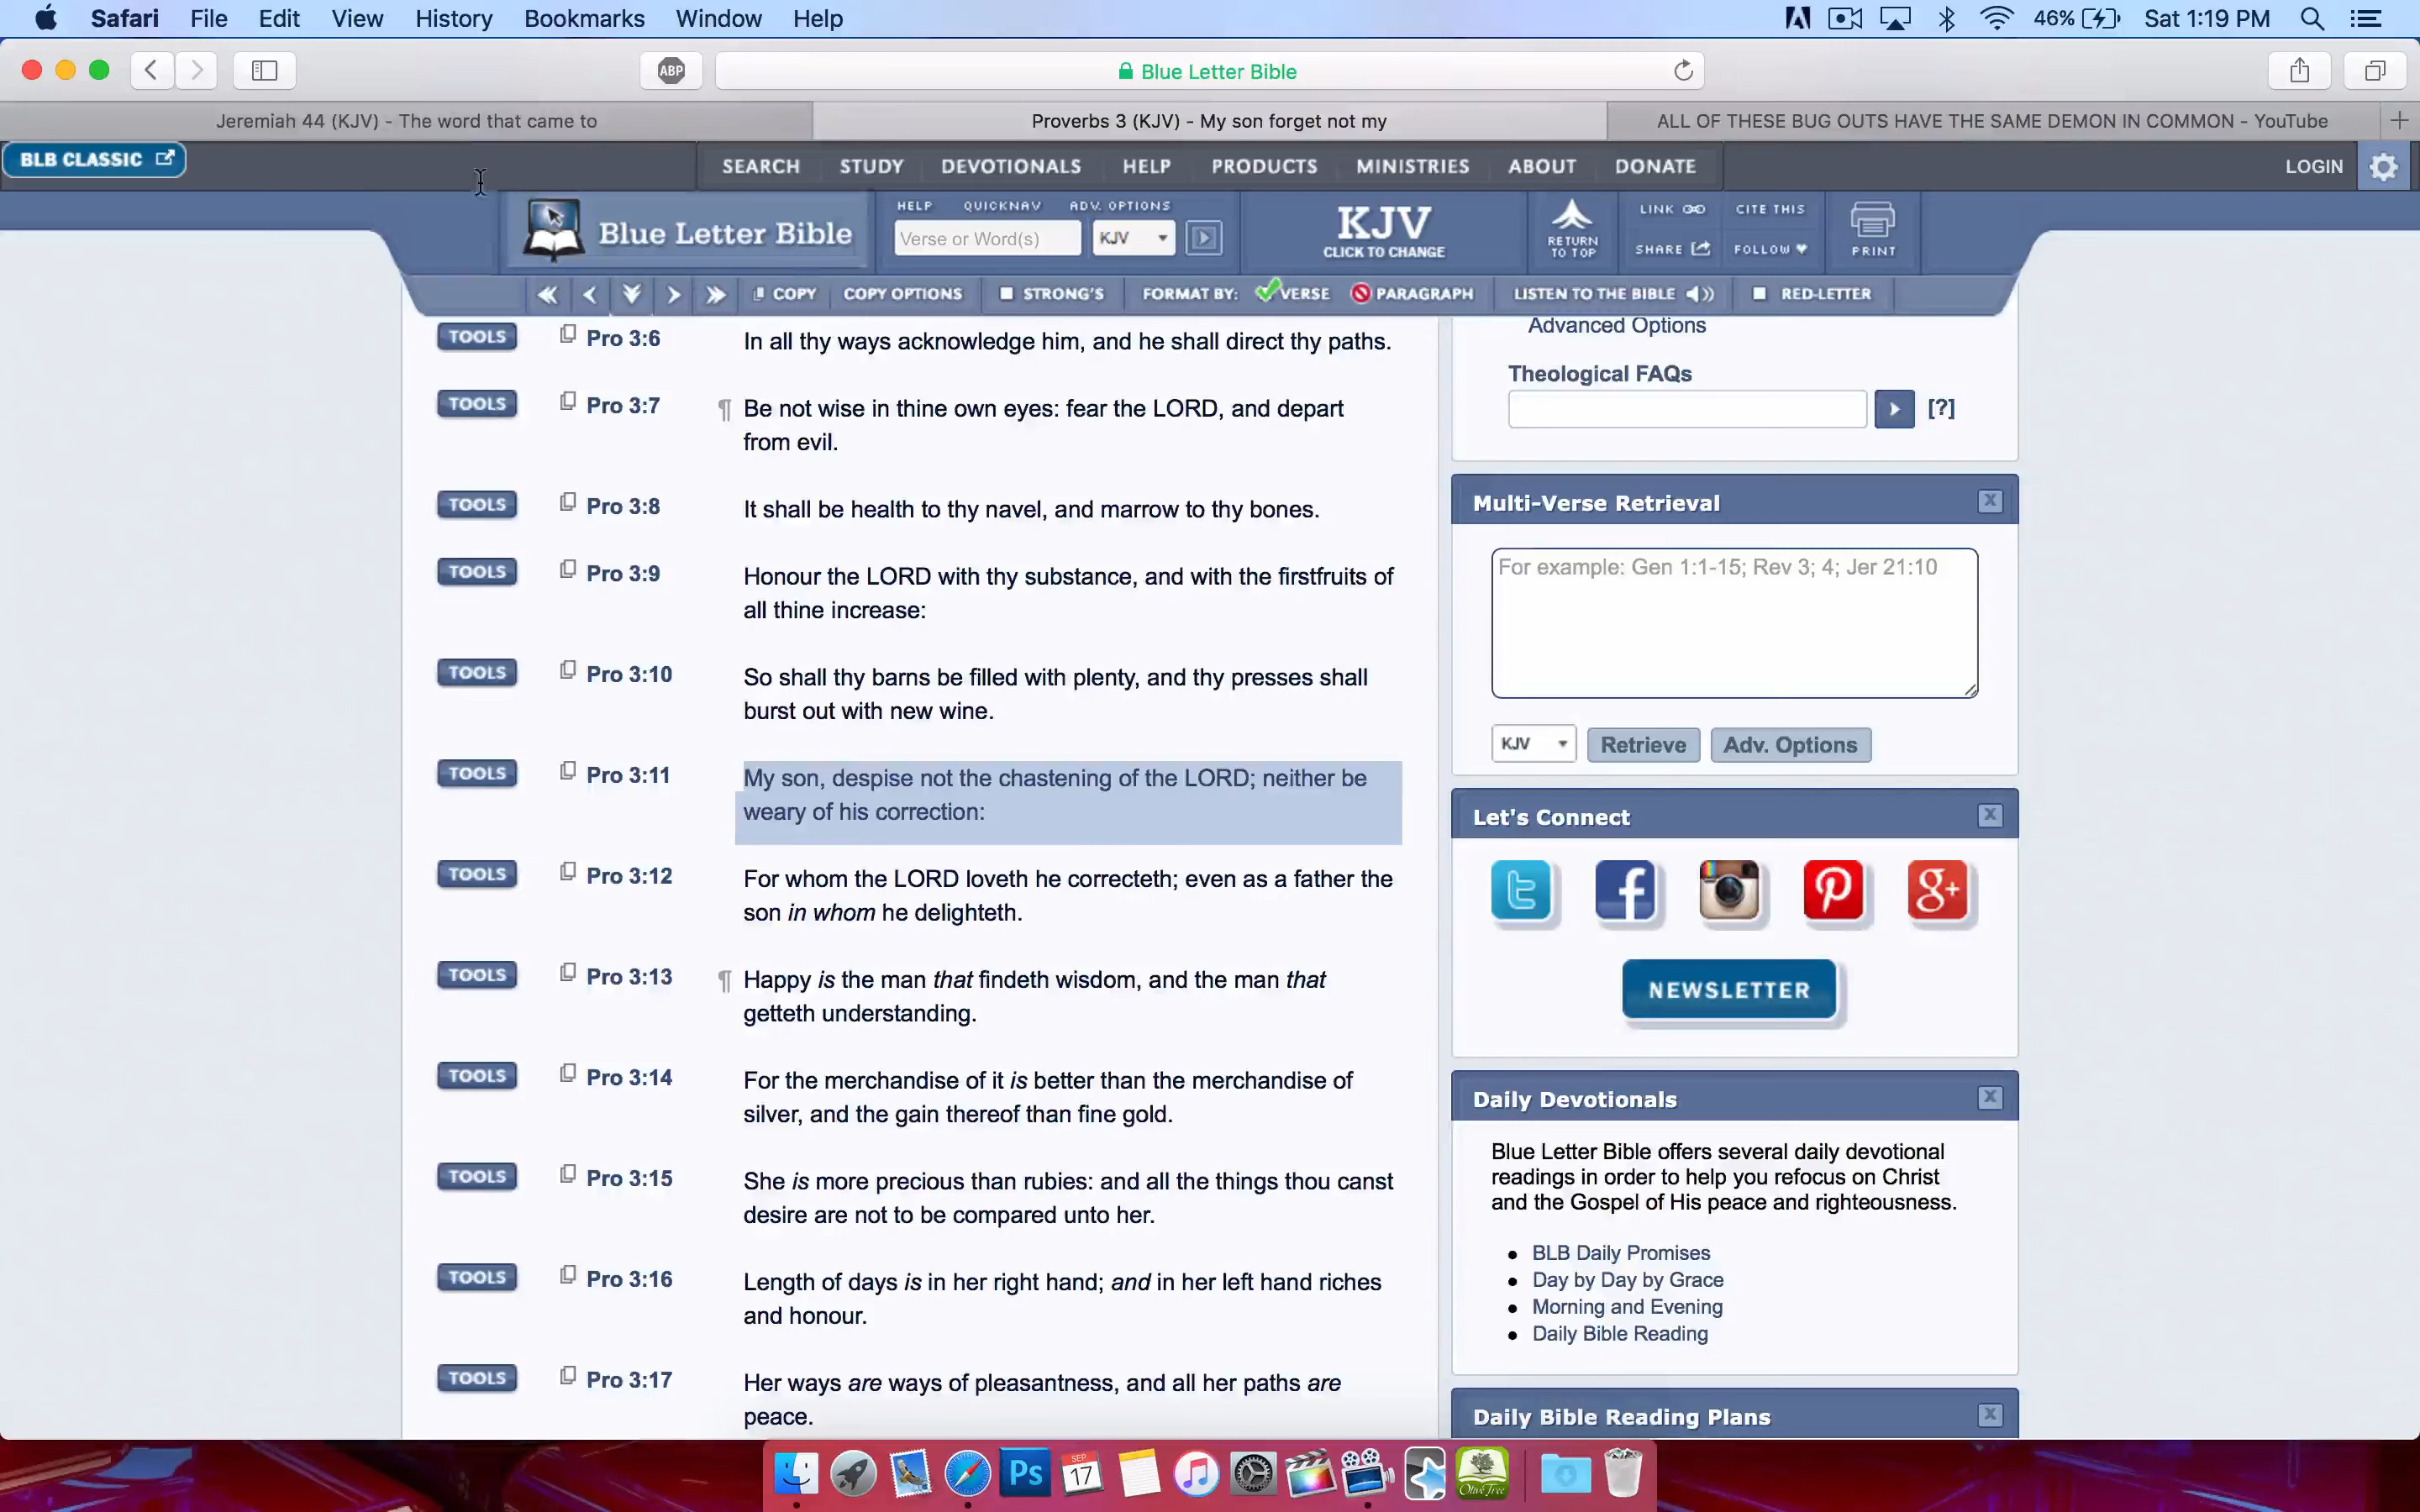 Safari File Edit View History Bookmarks Window Help 46% Sat 1:19 PM
ABP Blue Letter Bible
Jeremiah 44 (KJV) - The word that came to
Proverbs 3 (KJV) - My son forget not my
ALL OF THESE BUG OUTS HAVE THE SAME DEMON IN COMMON - YouTube
BLB CLASSIC
SEARCH STUDY DEVOTIONALS HELP PRODUCTS MINISTRIES ABOUT DONATE LOGIN
Blue Letter Bible
HELP QUICKNAV ADV. OPTIONS
Verse or Word(s) KJV
KJV
CLICK TO CHANGE
RETURN
TO TOP
LINK CITE THIS
SHARE FOLLOW
PRINT
COPY COPY OPTIONS STRONG'S FORMAT BY: VERSE PARAGRAPH LISTEN TO THE BIBLE RED-LETTER
TOOLS Pro 3:6 In all thy ways acknowledge him, and he shall direct thy paths.
TOOLS Pro 3:7 ¶ Be not wise in thine own eyes: fear the LORD, and depart
from evil.
TOOLS Pro 3:8 It shall be health to thy navel, and marrow to thy bones.
TOOLS Pro 3:9 Honour the LORD with thy substance, and with the firstfruits of
all thine increase:
TOOLS Pro 3:10 So shall thy barns be filled with plenty, and thy presses shall
burst out with new wine.
TOOLS Pro 3:11 My son, despise not the chastening of the LORD; neither be
weary of his correction:
TOOLS Pro 3:12 For whom the LORD loveth he correcteth; even as a father the
son in whom he delighteth.
TOOLS Pro 3:13 ¶ Happy is the man that findeth wisdom, and the man that
getteth understanding.
TOOLS Pro 3:14 For the merchandise of it is better than the merchandise of
silver, and the gain thereof than fine gold.
TOOLS Pro 3:15 She is more precious than rubies: and all the things thou canst
desire are not to be compared unto her.
TOOLS Pro 3:16 Length of days is in her right hand; and in her left hand riches
and honour.
TOOLS Pro 3:17 Her ways are ways of pleasantness, and all her paths are
peace.
Advanced Options
Theological FAQs
[?]
Multi-Verse Retrieval
For example: Gen 1:1-15; Rev 3; 4; Jer 21:10
KJV Retrieve Adv. Options
Let's Connect
NEWSLETTER
Daily Devotionals
Blue Letter Bible offers several daily devotional
readings in order to help you refocus on Christ
and the Gospel of His peace and righteousness.
BLB Daily Promises
Day by Day by Grace
Morning and Evening
Daily Bible Reading
Daily Bible Reading Plans
Ps SEP 17 Olive Tree